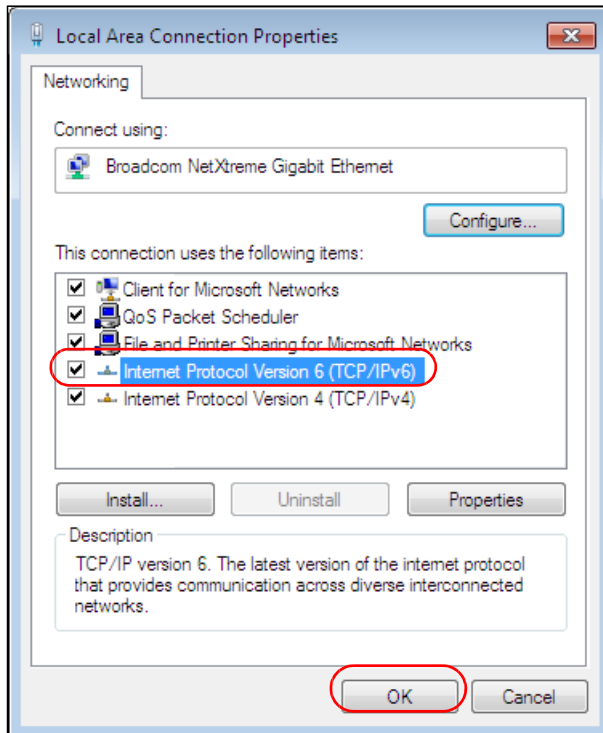 Local Area Connection Properties
Networking
Connect using:
Broadcom NetXtreme Gigabit Ethernet
Configure...
This connection uses the following items:
Client for Microsoft Networks
QoS Packet Scheduler
File and Printer Sharing for Microsoft Networks
Internet Protocol Version 6 (TCP/IPv6)
Internet Protocol Version 4 (TCP/IPv4)
Install... Uninstall Properties
Description
TCP/IP version 6. The latest version of the internet protocol
that provides communication across diverse interconnected
networks.
OK Cancel